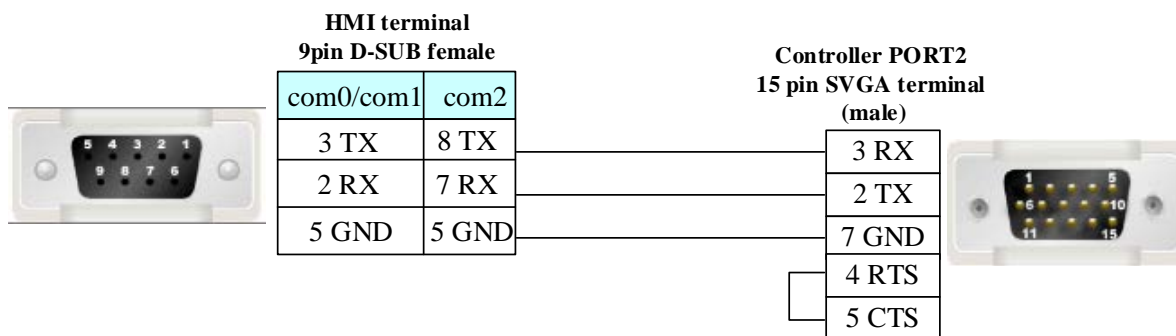 HMI terminal
9pin D-SUB female
com0/com1 com2
3 TX 8 TX
2 RX 7 RX
5 GND 5 GND
Controller PORT2
15 pin SVGA terminal
(male)
3 RX
2 TX
7 GND
4 RTS
5 CTS
5 4 3 2 1
9 8 7 6
1 5
6 10
11 15